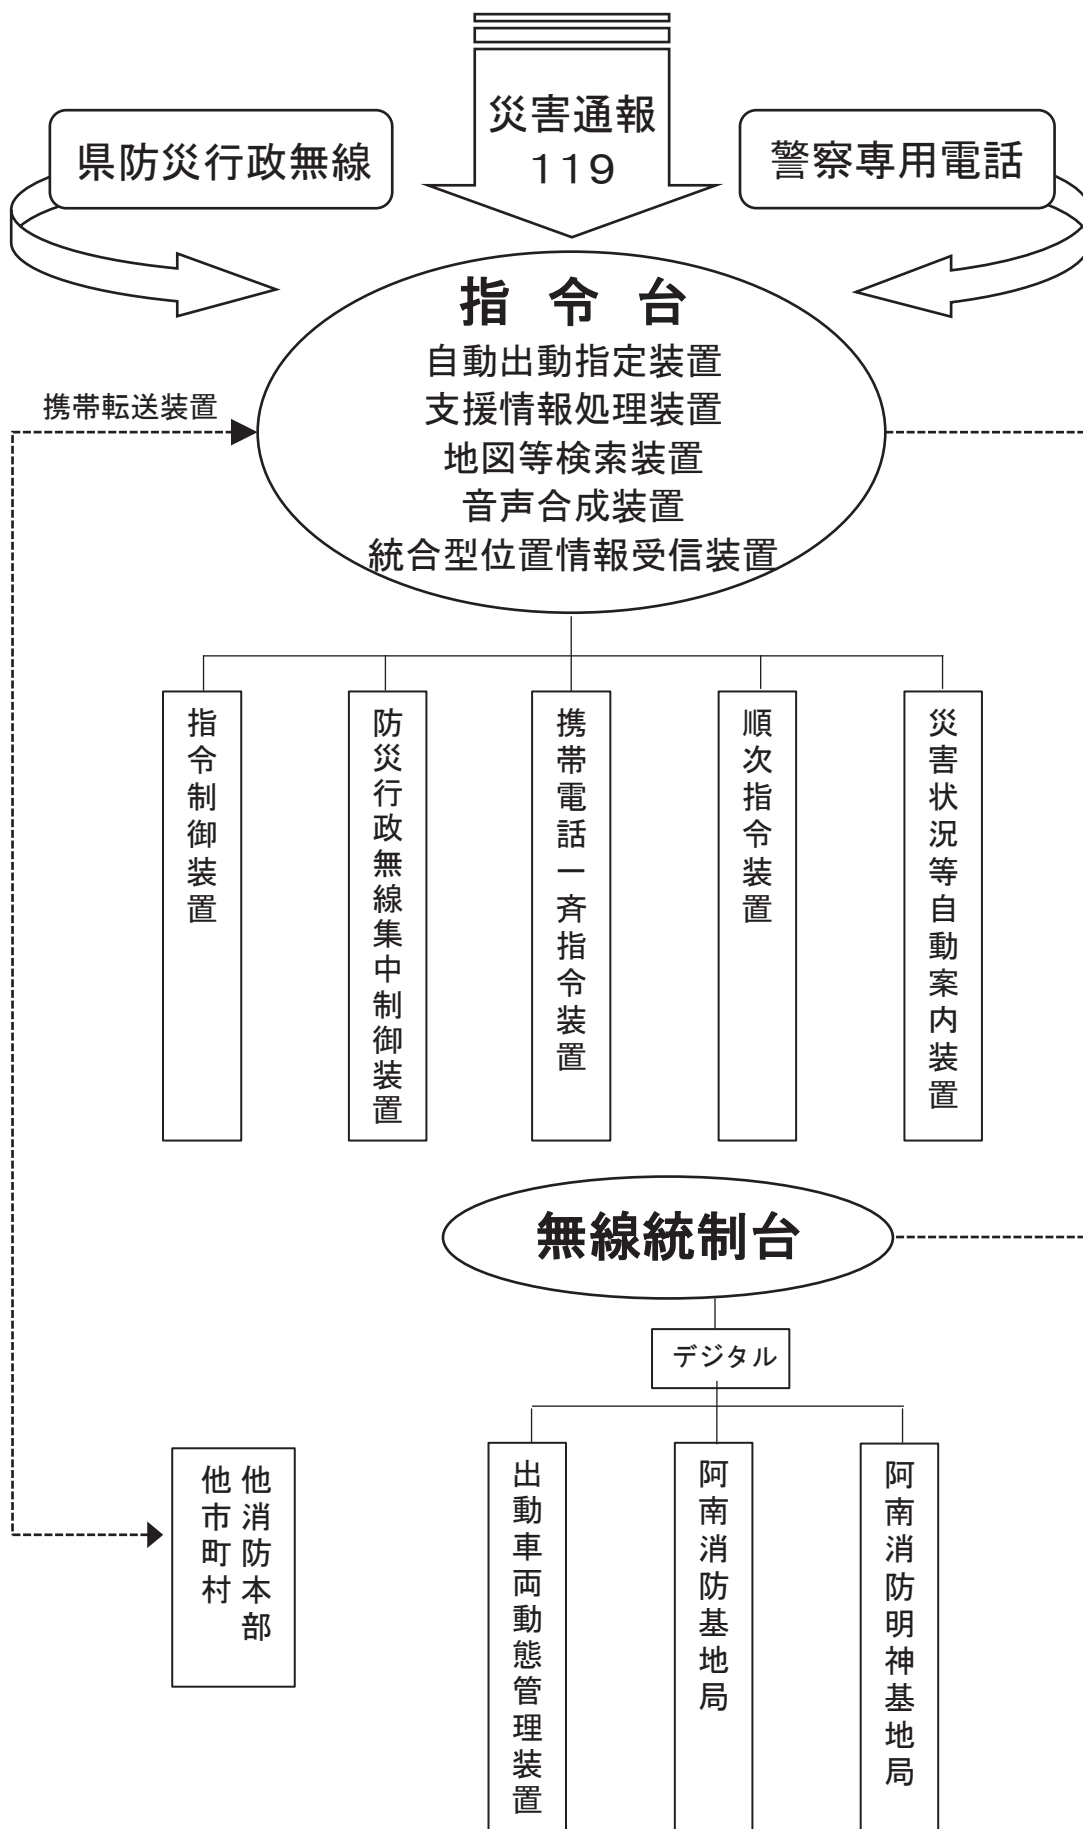 災害通報
119
県防災行政無線
警察専用電話
指令台
自動出動指定装置
支援情報処理装置
地図等検索装置
音声合成装置
統合型位置情報受信装置
携帯転送装置
指令制御装置
防災行政無線集中制御装置
携帯電話一斉指令装置
順次指令装置
災害状況等自動案内装置
無線統制台
デジタル
他消防本部
他市町村
出動車両動態管理装置
阿南消防基地局
阿南消防明神基地局